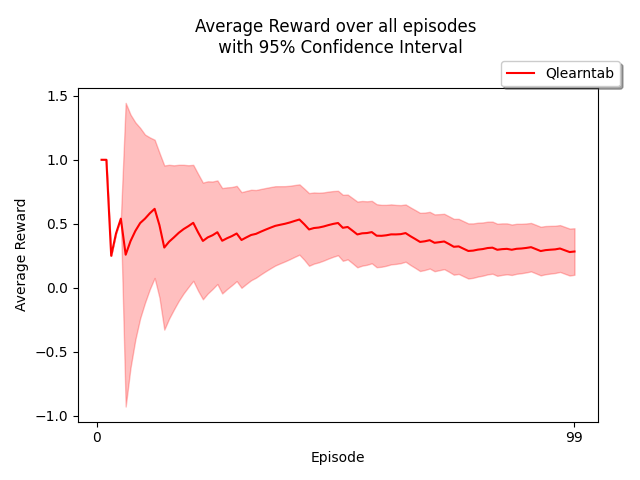 Average Reward over all episodes
with 95% Confidence Interval
Qlearntab
1.5
1.0
0.5
0.0
−0.5
−1.0
Average Reward
0
99
Episode